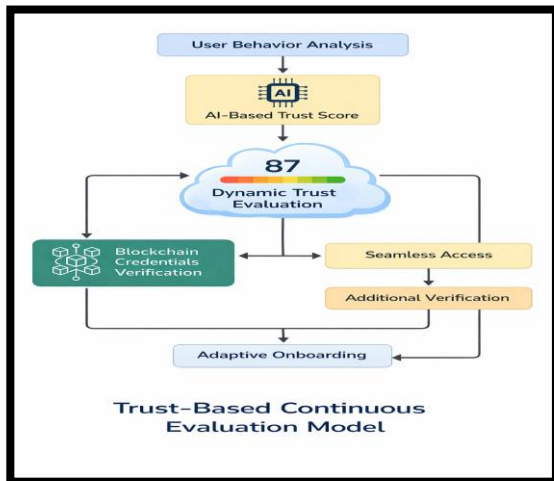 User Behavior Analysis
AI
AI-Based Trust Score
87
Dynamic Trust
Evaluation
Blockchain
Credentials
Verification
Seamless Access
Additional Verification
Adaptive Onboarding
Trust-Based Continuous
Evaluation Model